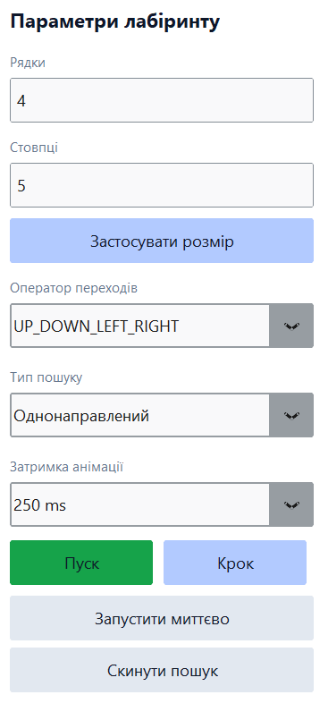 Параметри лабіринту
Рядки
4
Стовпці
5
Застосувати розмір
Оператор переходів
UP_DOWN_LEFT_RIGHT
Тип пошуку
Однонаправлений
Затримка анімації
250 ms
Пуск
Крок
Запустити миттєво
Скинути пошук